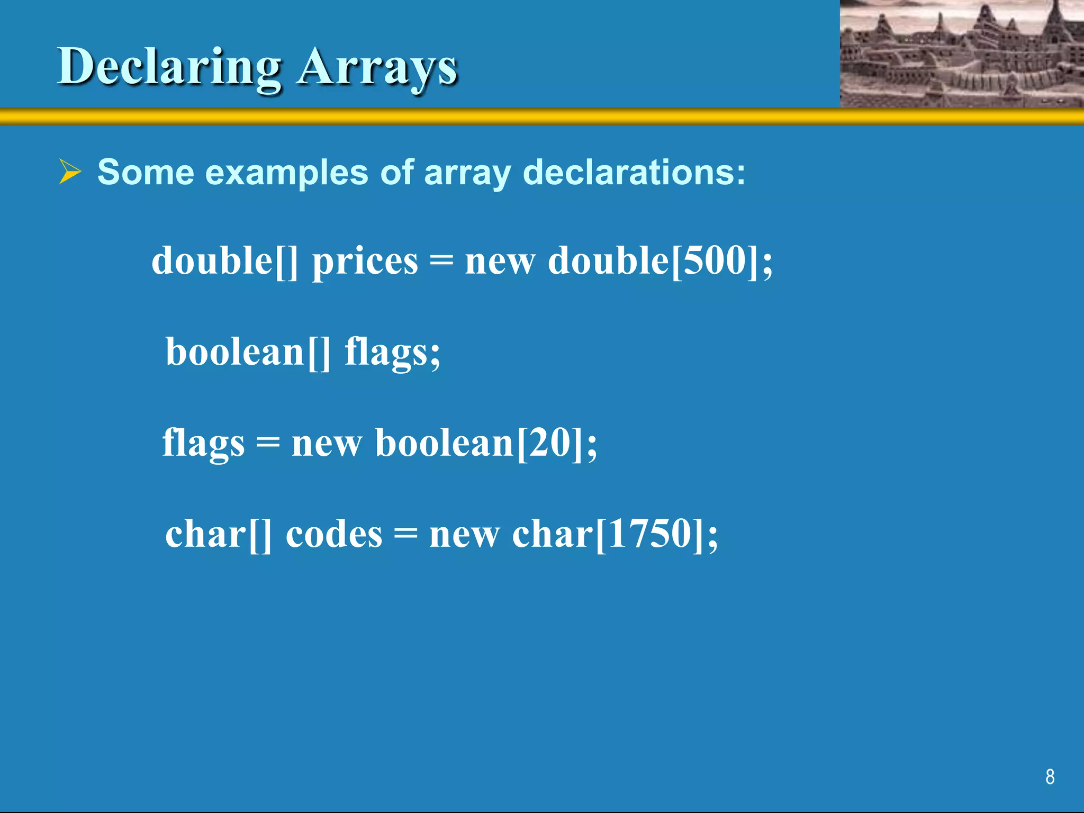 Declaring Arrays
Some examples of array declarations:
double[] prices = new double[500];
boolean[] flags;
flags = new boolean[20];
char[] codes = new char[1750];
8